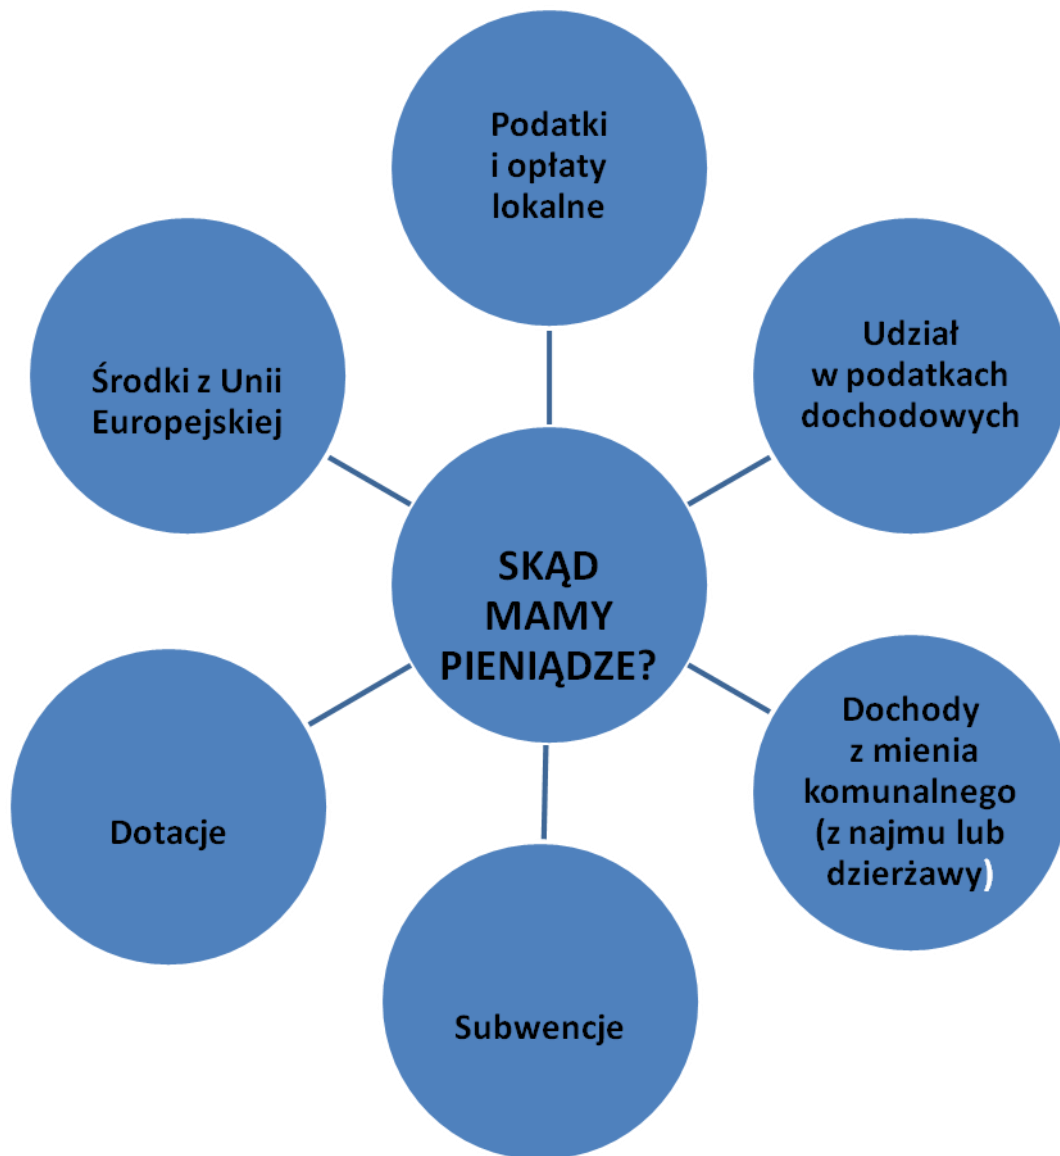 Podatki
i opłaty
lokalne
Udział
w podatkach
dochodowych
Środki z Unii
Europejskiej
SKĄD
MAMY
PIENIĄDZE?
Dochody
z mienia
komunalnego
(z najmu lub
dzierżawy)
Dotacje
Subwencje